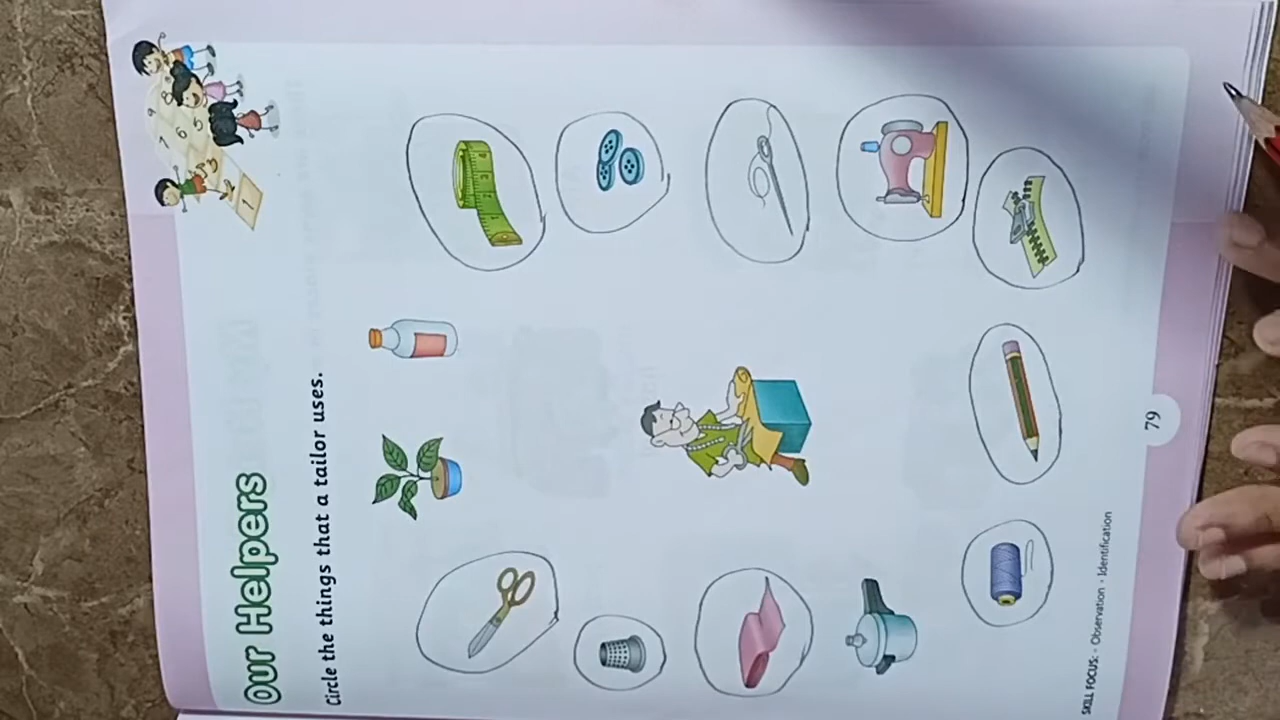 Our Helpers
Circle the things that a tailor uses.
SKILL FOCUS: • Observation • Identification
79